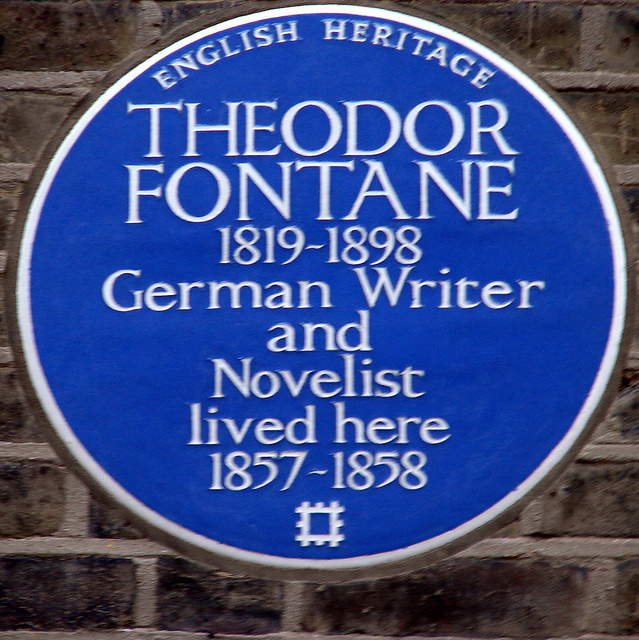 ENGLISH HERITAGE
THEODOR
FONTANE
1819-1898
German Writer
and
Novelist
lived here
1857-1858